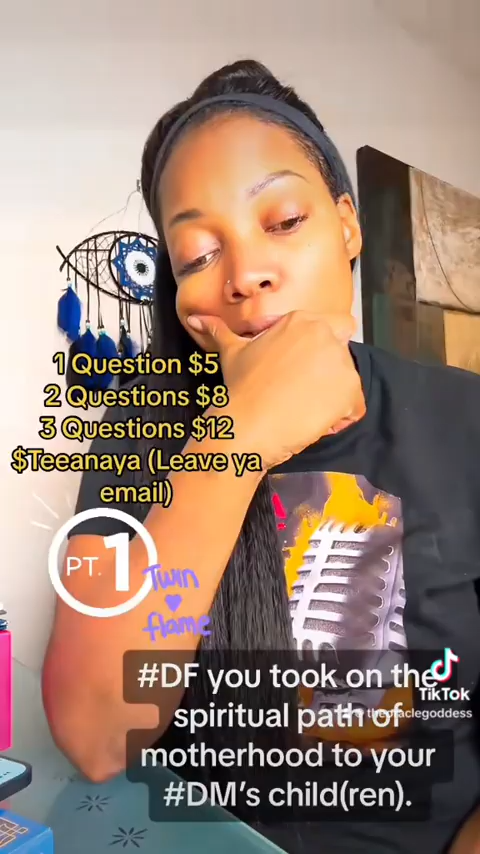 1 Question $5
2 Questions $8
3 Questions $12
$Teeanaya (Leave ya
email)
PT. 1
Twin
flame
#DF you took on the
spiritual path of
motherhood to your
#DM's child(ren).
TikTok
@theoraclegoddess